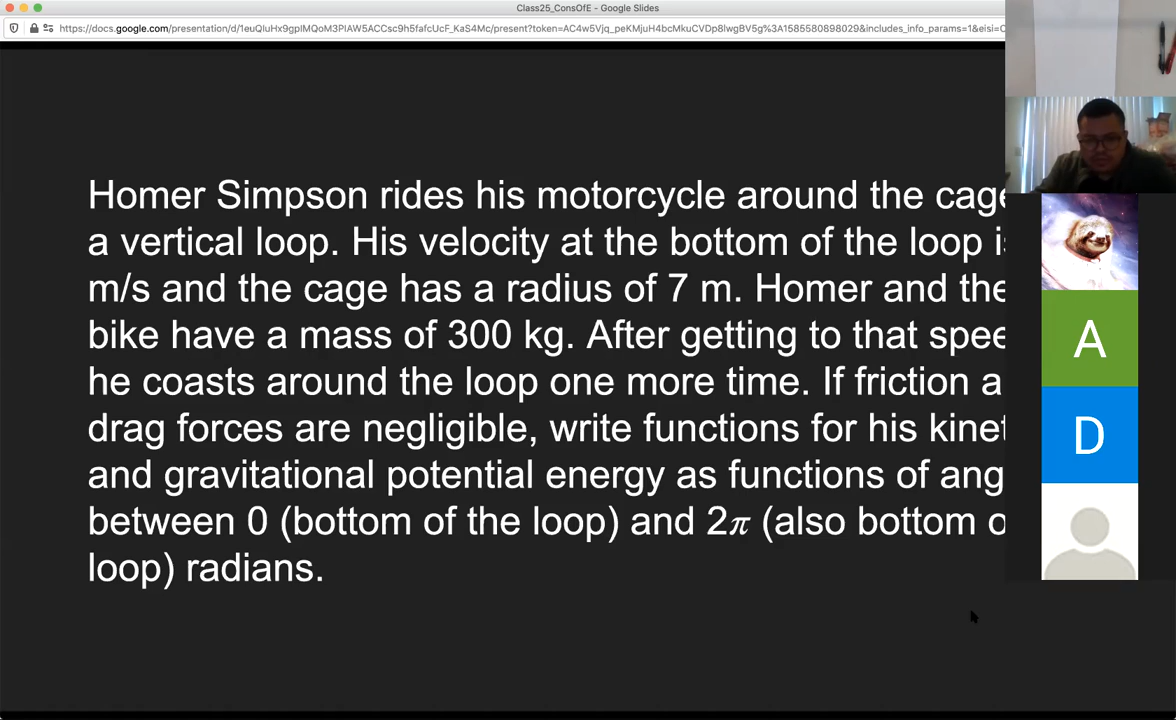 Class25_ConsOfE - Google Slides
Homer Simpson rides his motorcycle around the cage
a vertical loop. His velocity at the bottom of the loop
m/s and the cage has a radius of 7 m. Homer and the
bike have a mass of 300 kg. After getting to that
he coasts around the loop one more time. If friction
drag forces are negligible, write functions for his
and gravitational potential energy as functions of
between 0 (bottom of the loop) and 2𝜋 (also bottom
loop) radians.
A
D